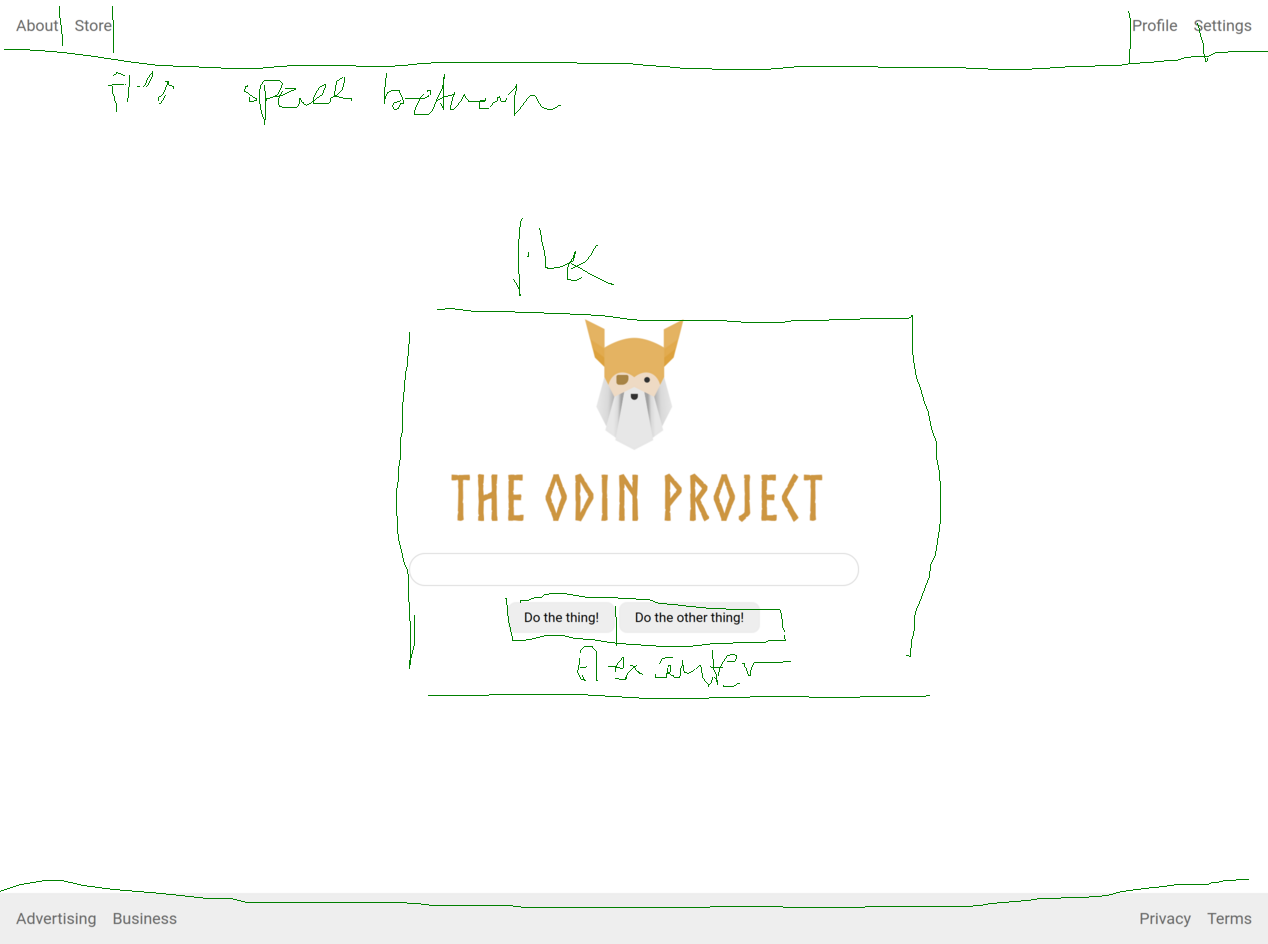 About Store Profile Settings
space between
flex
THE ODIN PROJECT
Do the thing! Do the other thing!
flex center
Advertising Business Privacy Terms